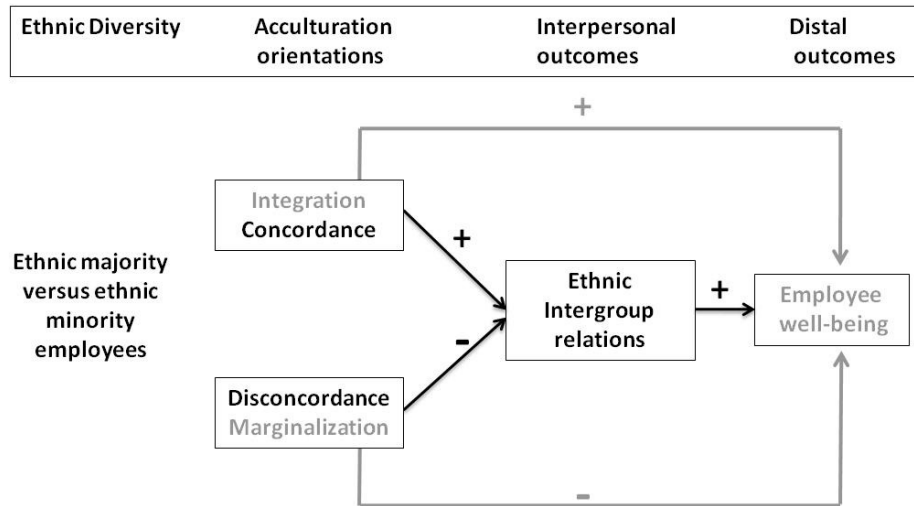 Ethnic Diversity
Acculturation
orientations
Interpersonal
outcomes
Distal
outcomes
+
Integration
Concordance
+
Ethnic majority
versus ethnic
minority
employees
Ethnic
Intergroup
relations
+
Employee
well-being
-
Disconcordance
Marginalization
-